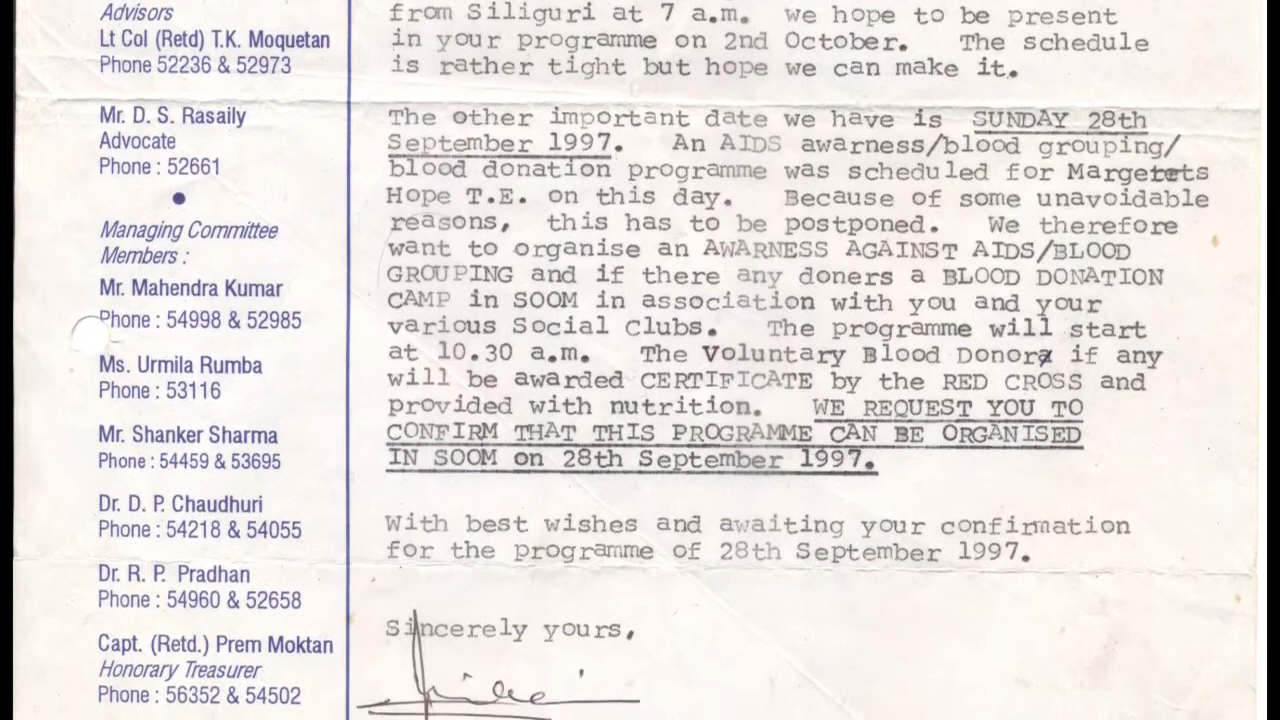 Advisors
Lt Col (Retd) T.K. Moquetan
Phone 52236 & 52973
Mr. D. S. Rasaily
Advocate
Phone : 52661
Managing Committee
Members :
Mr. Mahendra Kumar
Phone : 54998 & 52985
Ms. Urmila Rumba
Phone : 53116
Mr. Shanker Sharma
Phone : 54459 & 53695
Dr. D. P. Chaudhuri
Phone : 54218 & 54055
Dr. R. P. Pradhan
Phone : 54960 & 52658
Capt. (Retd.) Prem Moktan
Honorary Treasurer
Phone : 56352 & 54502
from Siliguri at 7 a.m. we hope to be present
in your programme on 2nd October. The schedule
is rather tight but hope we can make it.
The other important date we have is SUNDAY 28th
September 1997. An AIDS awarness/blood grouping/
blood donation programme was scheduled for Margerets
Hope T.E. on this day. Because of some unavoidable
reasons, this has to be postponed. We therefore
want to organise an AWARNESS AGAINST AIDS/BLOOD
GROUPING and if there any doners a BLOOD DONATION
CAMP in SOOM in association with you and your
various Social Clubs. The programme will start
at 10.30 a.m. The Voluntary Blood Donors if any
will be awarded CERTIFICATE by the RED CROSS and
provided with nutrition. WE REQUEST YOU TO
CONFIRM THAT THIS PROGRAMME CAN BE ORGANISED
IN SOOM on 28th September 1997.
With best wishes and awaiting your confirmation
for the programme of 28th September 1997.
Sincerely yours,